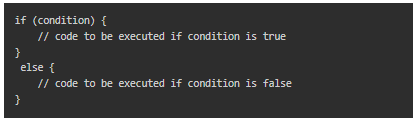 if (condition) {
    // code to be executed if condition is true
}
 else {
    // code to be executed if condition is false
}